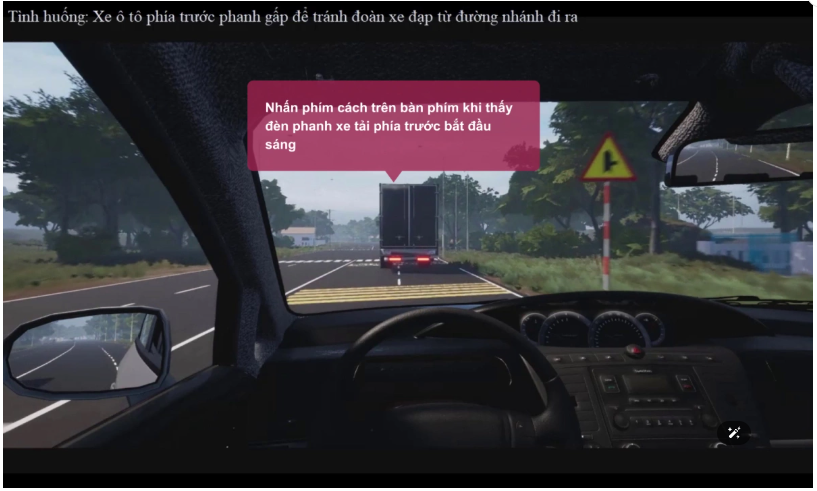 Tình huống: Xe ô tô phía trước phanh gấp để tránh đoàn xe đạp từ đường nhánh đi ra
Nhấn phím cách trên bàn phím khi thấy
đèn phanh xe tải phía trước bắt đầu
sáng